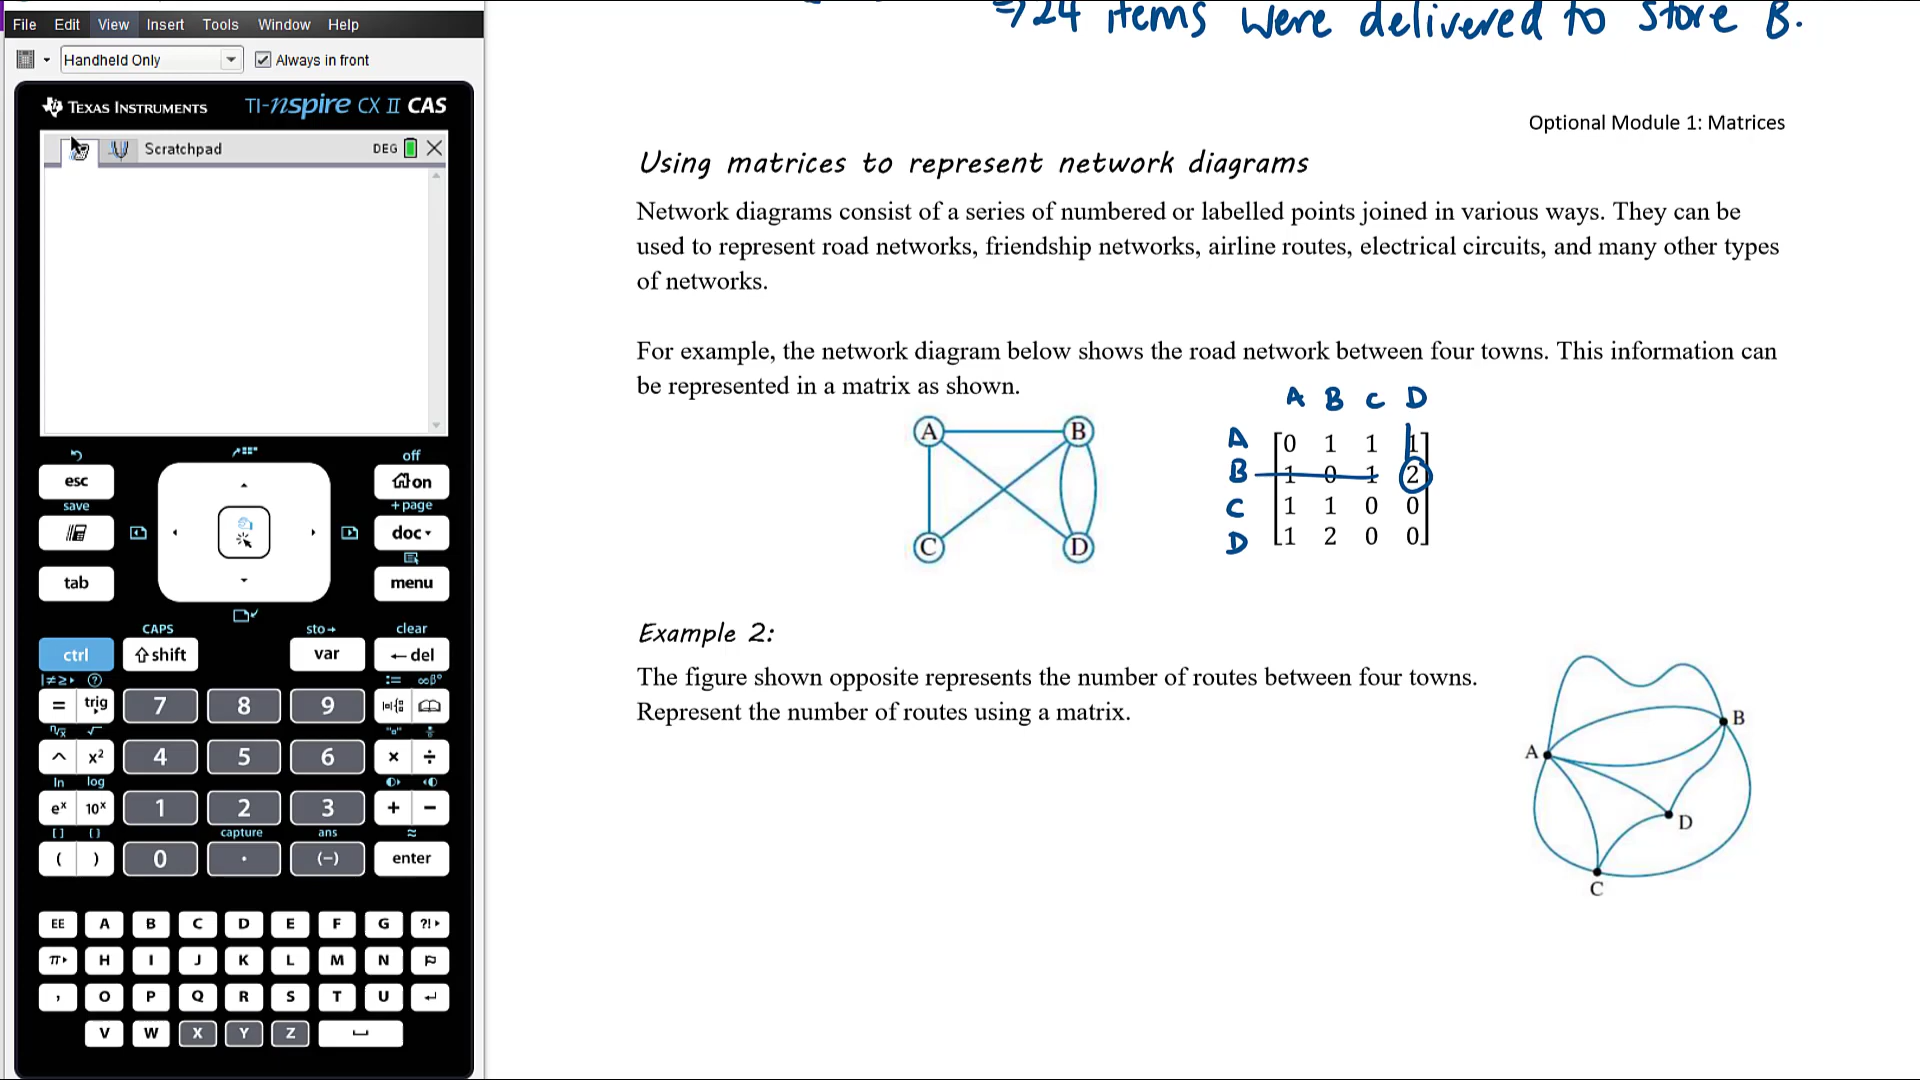 File Edit View Insert Tools Window Help
Handheld Only Always in front
TEXAS INSTRUMENTS TI-nspire CX II CAS
Scratchpad DEG
off
esc on
save + page
doc
tab menu
CAPS sto→ clear
ctrl shift var ←del
= trig 7 8 9
^ x² 4 5 6 × ÷
ln log
eˣ 10ˣ 1 2 3 + −
[ ] { } capture ans ≈
( ) 0 . (−) enter
EE A B C D E F G ?!▸
π▸ H I J K L M N
, O P Q R S T U ↵
V W X Y Z
⇒ 24 items were delivered to store B.
Optional Module 1: Matrices
Using matrices to represent network diagrams
Network diagrams consist of a series of numbered or labelled points joined in various ways. They can be
used to represent road networks, friendship networks, airline routes, electrical circuits, and many other types
of networks.
For example, the network diagram below shows the road network between four towns. This information can
be represented in a matrix as shown.
A B
C D
A B C D
A 0 1 1 1
B 1 0 1 2
C 1 1 0 0
D 1 2 0 0
Example 2:
The figure shown opposite represents the number of routes between four towns.
Represent the number of routes using a matrix.
B
A
D
C